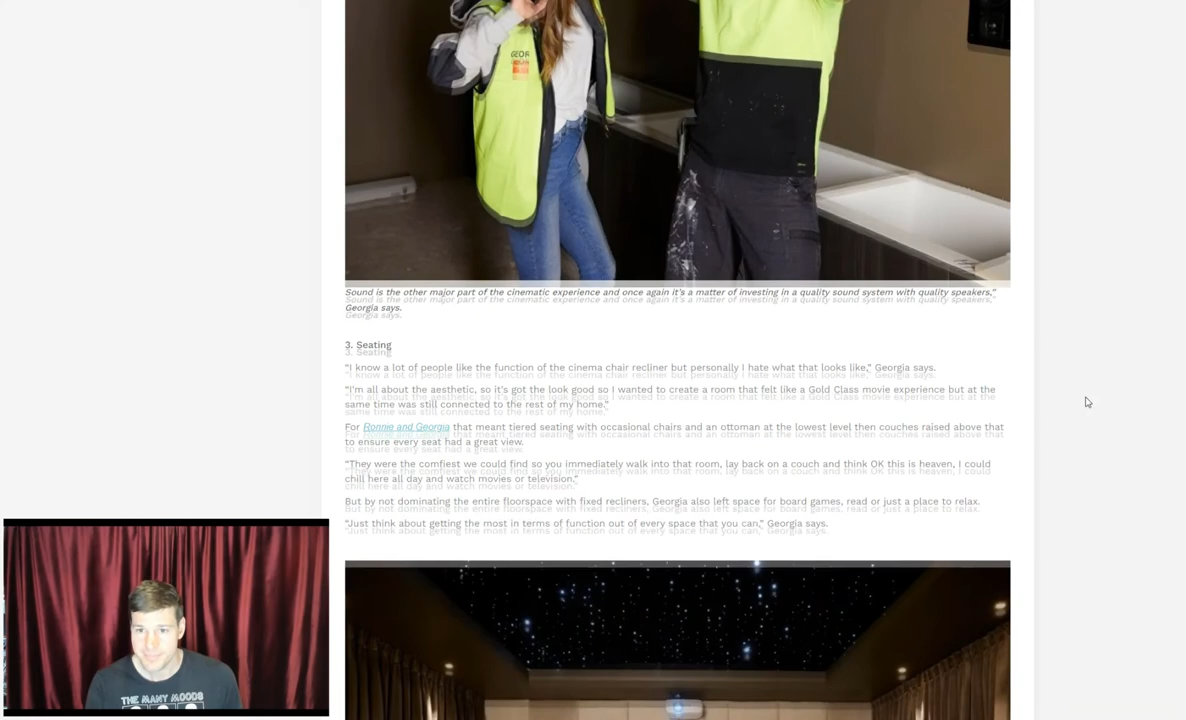 GEOR
Sound is the other major part of the cinematic experience and once again it's a matter of investing in a quality sound system with quality speakers,"
Georgia says.
3. Seating
"I know a lot of people like the function of the cinema chair recliner but personally I hate what that looks like," Georgia says.
"I'm all about the aesthetic, so it's got the look good so I wanted to create a room that felt like a Gold Class movie experience but at the
same time was still connected to the rest of my home."
For Ronnie and Georgia that meant tiered seating with occasional chairs and an ottoman at the lowest level then couches raised above that
to ensure every seat had a great view.
"They were the comfiest we could find so you immediately walk into that room, lay back on a couch and think OK this is heaven, I could
chill here all day and watch movies or television."
But by not dominating the entire floorspace with fixed recliners, Georgia also left space for board games, read or just a place to relax.
"Just think about getting the most in terms of function out of every space that you can," Georgia says.
THE MANY MOODS